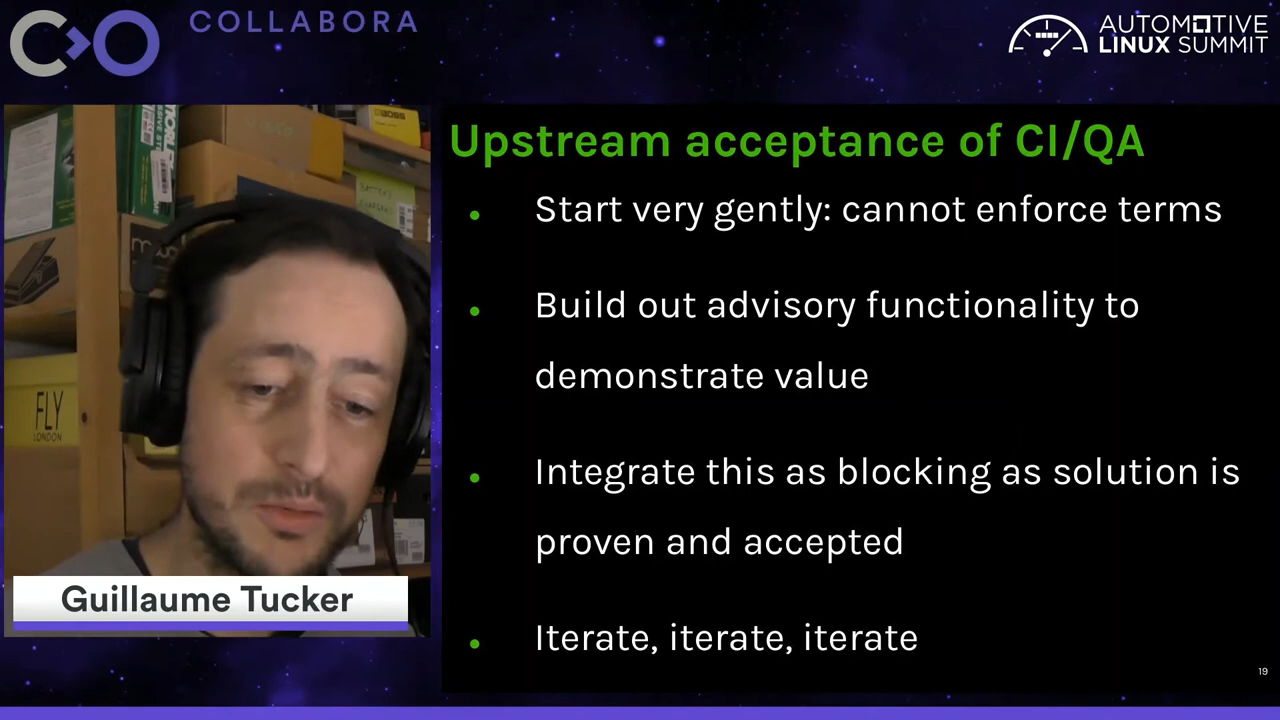 COLLABORA
AUTOMOTIVE
LINUX SUMMIT
BOSS
FLY
LONDON
Guillaume Tucker
Upstream acceptance of CI/QA
Start very gently: cannot enforce terms
Build out advisory functionality to
demonstrate value
Integrate this as blocking as solution is
proven and accepted
Iterate, iterate, iterate
19